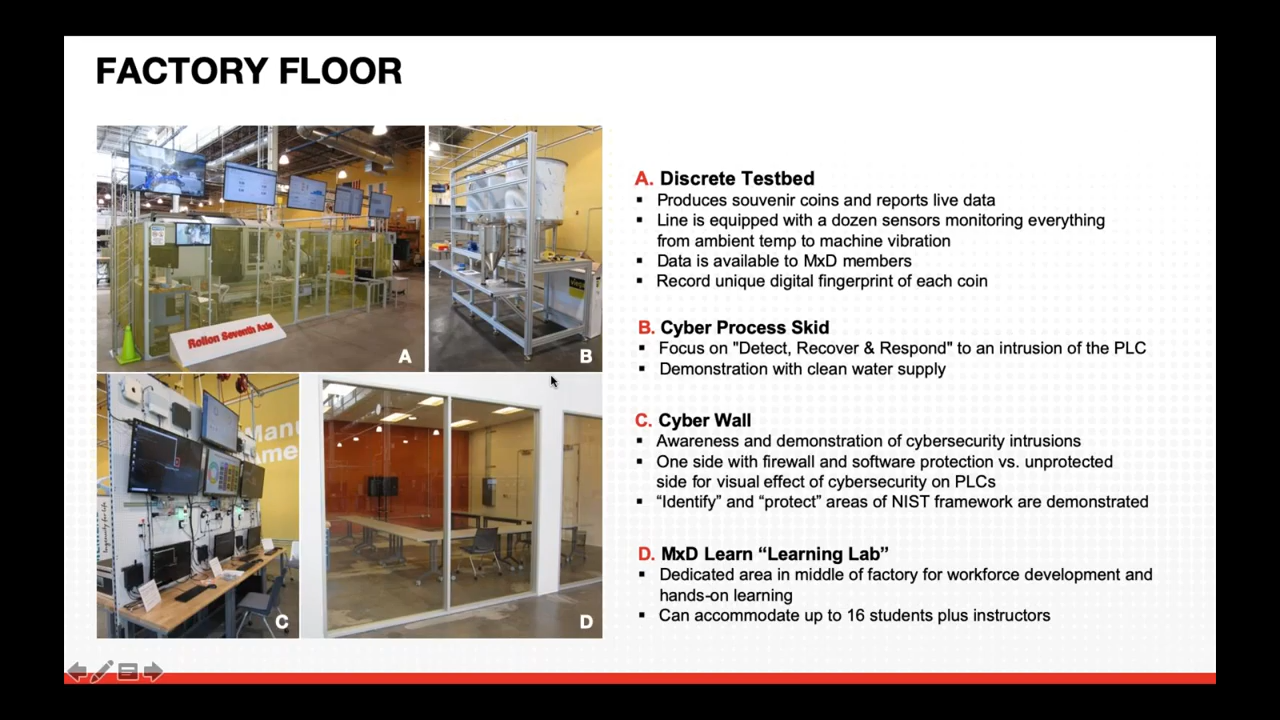 FACTORY FLOOR
Rollon Seventh Axis
A
B
Manu
Ame
C
D
A. Discrete Testbed
▪ Produces souvenir coins and reports live data
▪ Line is equipped with a dozen sensors monitoring everything
from ambient temp to machine vibration
▪ Data is available to MxD members
▪ Record unique digital fingerprint of each coin
B. Cyber Process Skid
▪ Focus on "Detect, Recover & Respond" to an intrusion of the PLC
▪ Demonstration with clean water supply
C. Cyber Wall
▪ Awareness and demonstration of cybersecurity intrusions
▪ One side with firewall and software protection vs. unprotected
side for visual effect of cybersecurity on PLCs
▪ “Identify” and “protect” areas of NIST framework are demonstrated
D. MxD Learn “Learning Lab”
▪ Dedicated area in middle of factory for workforce development and
hands-on learning
▪ Can accommodate up to 16 students plus instructors